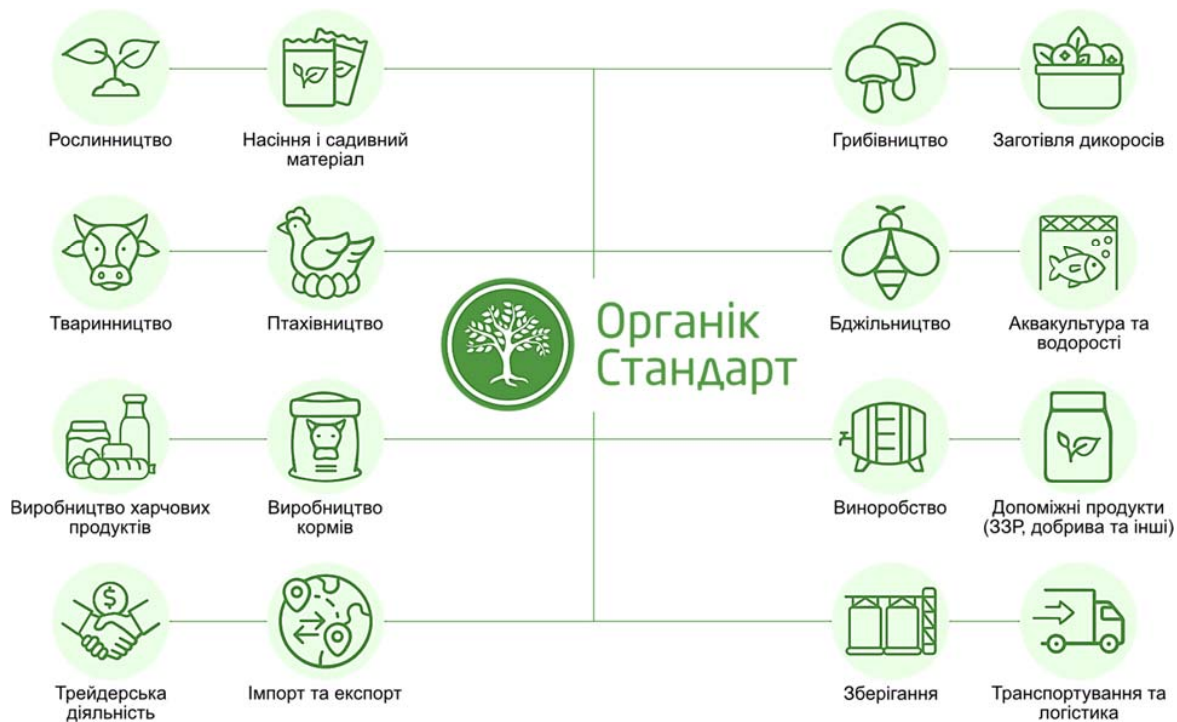 Рослинництво
Насіння і садивний
матеріал
Грибівництво
Заготівля дикоросів
Тваринництво
Птахівництво
Бджільництво
Аквакультура та
водорості
Органік
Стандарт
Виробництво харчових
продуктів
Виробництво
кормів
Виноробство
Допоміжні продукти
(ЗЗР, добрива та інші)
$
Трейдерська
діяльність
Імпорт та експорт
Зберігання
Транспортування та
логістика